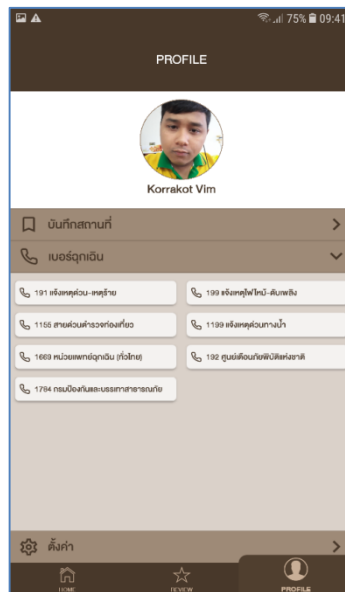 75% 09:41
PROFILE
Korrakot Vim
บันทึกสถานที่
เบอร์ฉุกเฉิน
191 แจ้งเหตุด่วน-เหตุร้าย
199 แจ้งเหตุไฟไหม้-ดับเพลิง
1155 สายด่วนตำรวจท่องเที่ยว
1199 แจ้งเหตุด่วนทางน้ำ
1669 หน่วยแพทย์ฉุกเฉิน (ทั่วไทย)
192 ศูนย์เตือนภัยพิบัติแห่งชาติ
1784 กรมป้องกันและบรรเทาสาธารณภัย
ตั้งค่า
HOME REVIEW PROFILE